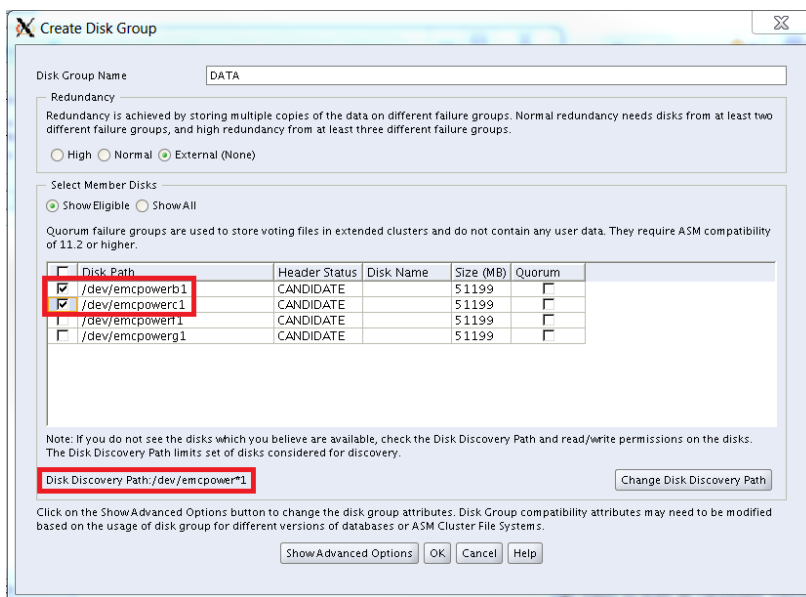 Create Disk Group
Disk Group Name DATA
Redundancy
Redundancy is achieved by storing multiple copies of the data on different failure groups. Normal redundancy needs disks from at least two
different failure groups, and high redundancy from at least three different failure groups.
High Normal External (None)
Select Member Disks
Show Eligible Show All
Quorum failure groups are used to store voting files in extended clusters and do not contain any user data. They require ASM compatibility
of 11.2 or higher.
Disk Path Header Status Disk Name Size (MB) Quorum
/dev/emcpowerb1 CANDIDATE 51199
/dev/emcpowerc1 CANDIDATE 51199
/dev/emcpowerf1 CANDIDATE 51199
/dev/emcpowerg1 CANDIDATE 51199
Note: If you do not see the disks which you believe are available, check the Disk Discovery Path and read/write permissions on the disks.
The Disk Discovery Path limits set of disks considered for discovery.
Disk Discovery Path:/dev/emcpower*1 Change Disk Discovery Path
Click on the Show Advanced Options button to change the disk group attributes. Disk Group compatibility attributes may need to be modified
based on the usage of disk group for different versions of databases or ASM Cluster File Systems.
Show Advanced Options OK Cancel Help